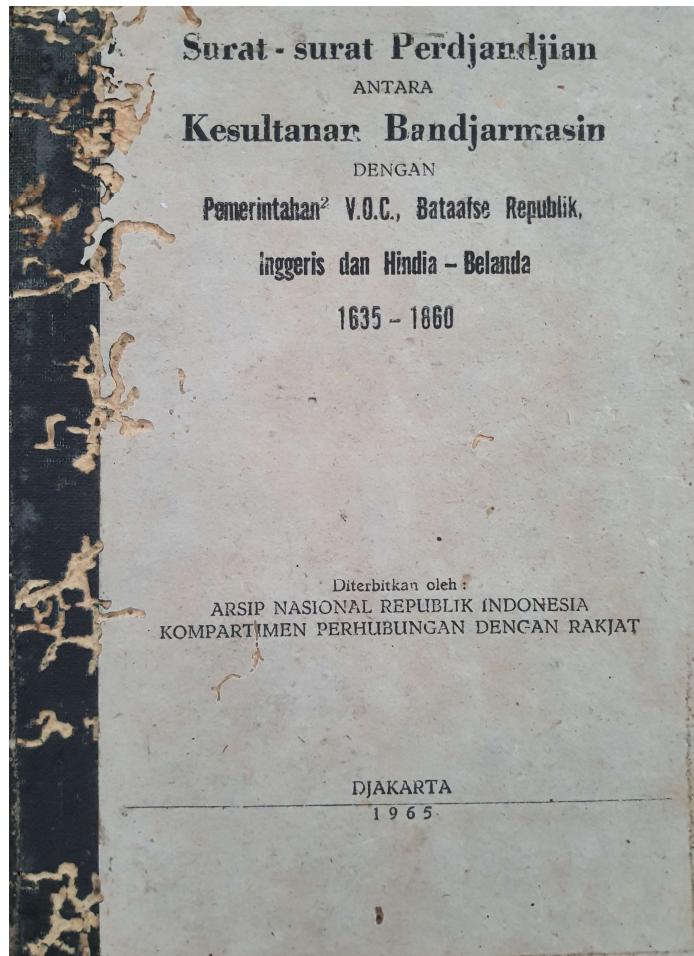 Surat - surat Perdjandjian
ANTARA
Kesultanan Bandjarmasin
DENGAN
Pemerintahan² V.O.C., Bataafse Republik,
Inggeris dan Hindia – Belanda
1635 – 1860
Diterbitkan oleh :
ARSIP NASIONAL REPUBLIK INDONESIA
KOMPARTIMEN PERHUBUNGAN DENGAN RAKJAT
DJAKARTA
1965